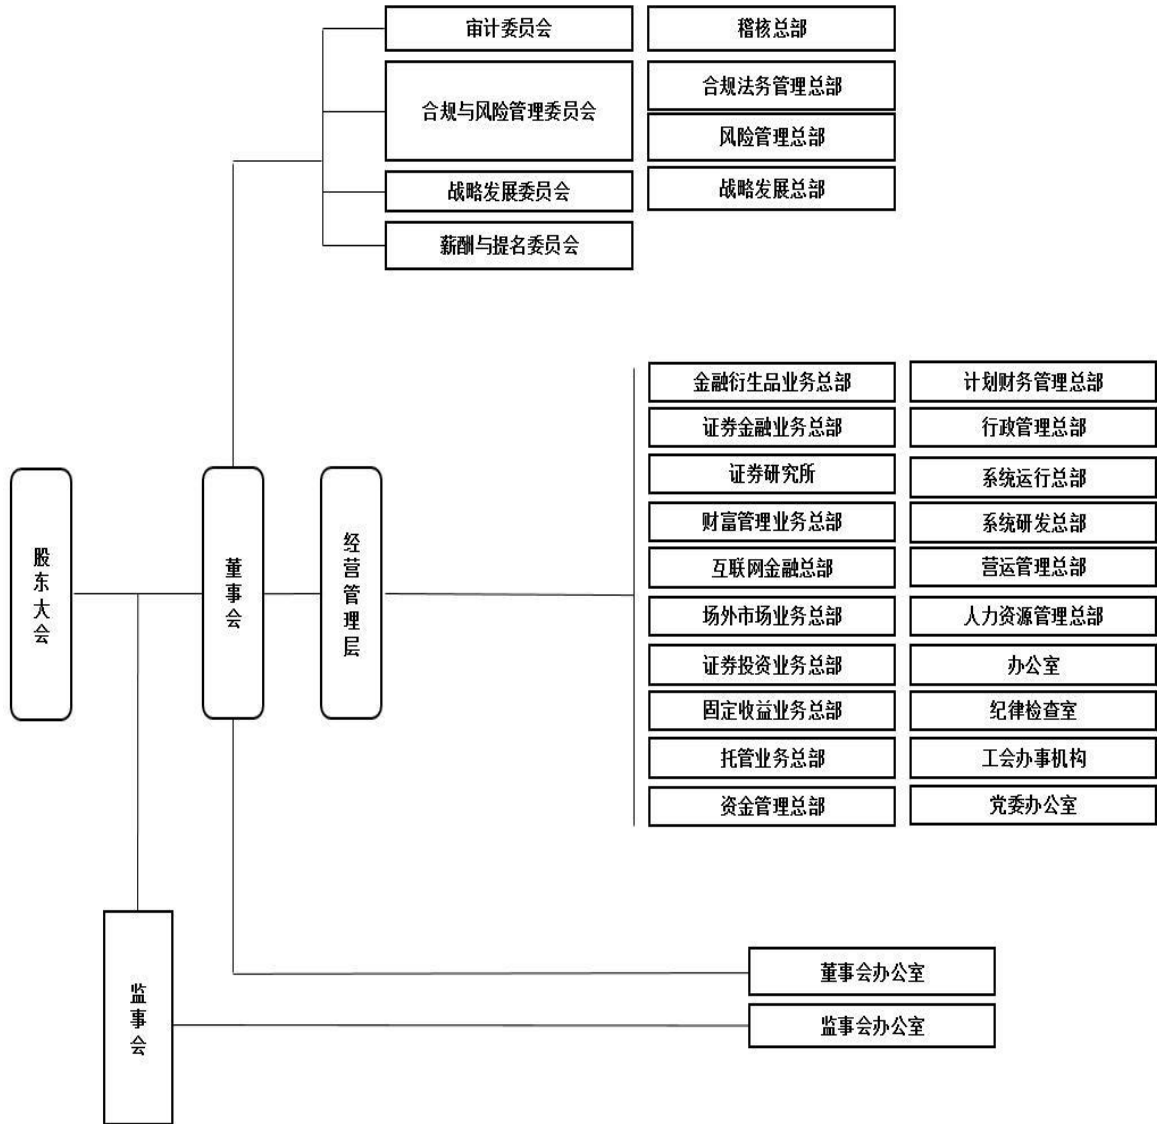 审计委员会
稽核总部
合规与风险管理委员会
合规法务管理总部
风险管理总部
战略发展委员会
战略发展总部
薪酬与提名委员会
金融衍生品业务总部
计划财务管理总部
证券金融业务总部
行政管理总部
证券研究所
系统运行总部
财富管理业务总部
系统研发总部
互联网金融总部
营运管理总部
场外市场业务总部
人力资源管理总部
证券投资业务总部
办公室
固定收益业务总部
纪律检查室
托管业务总部
工会办事机构
资金管理总部
党委办公室
股东大会
董事会
经营管理层
监事会
董事会办公室
监事会办公室